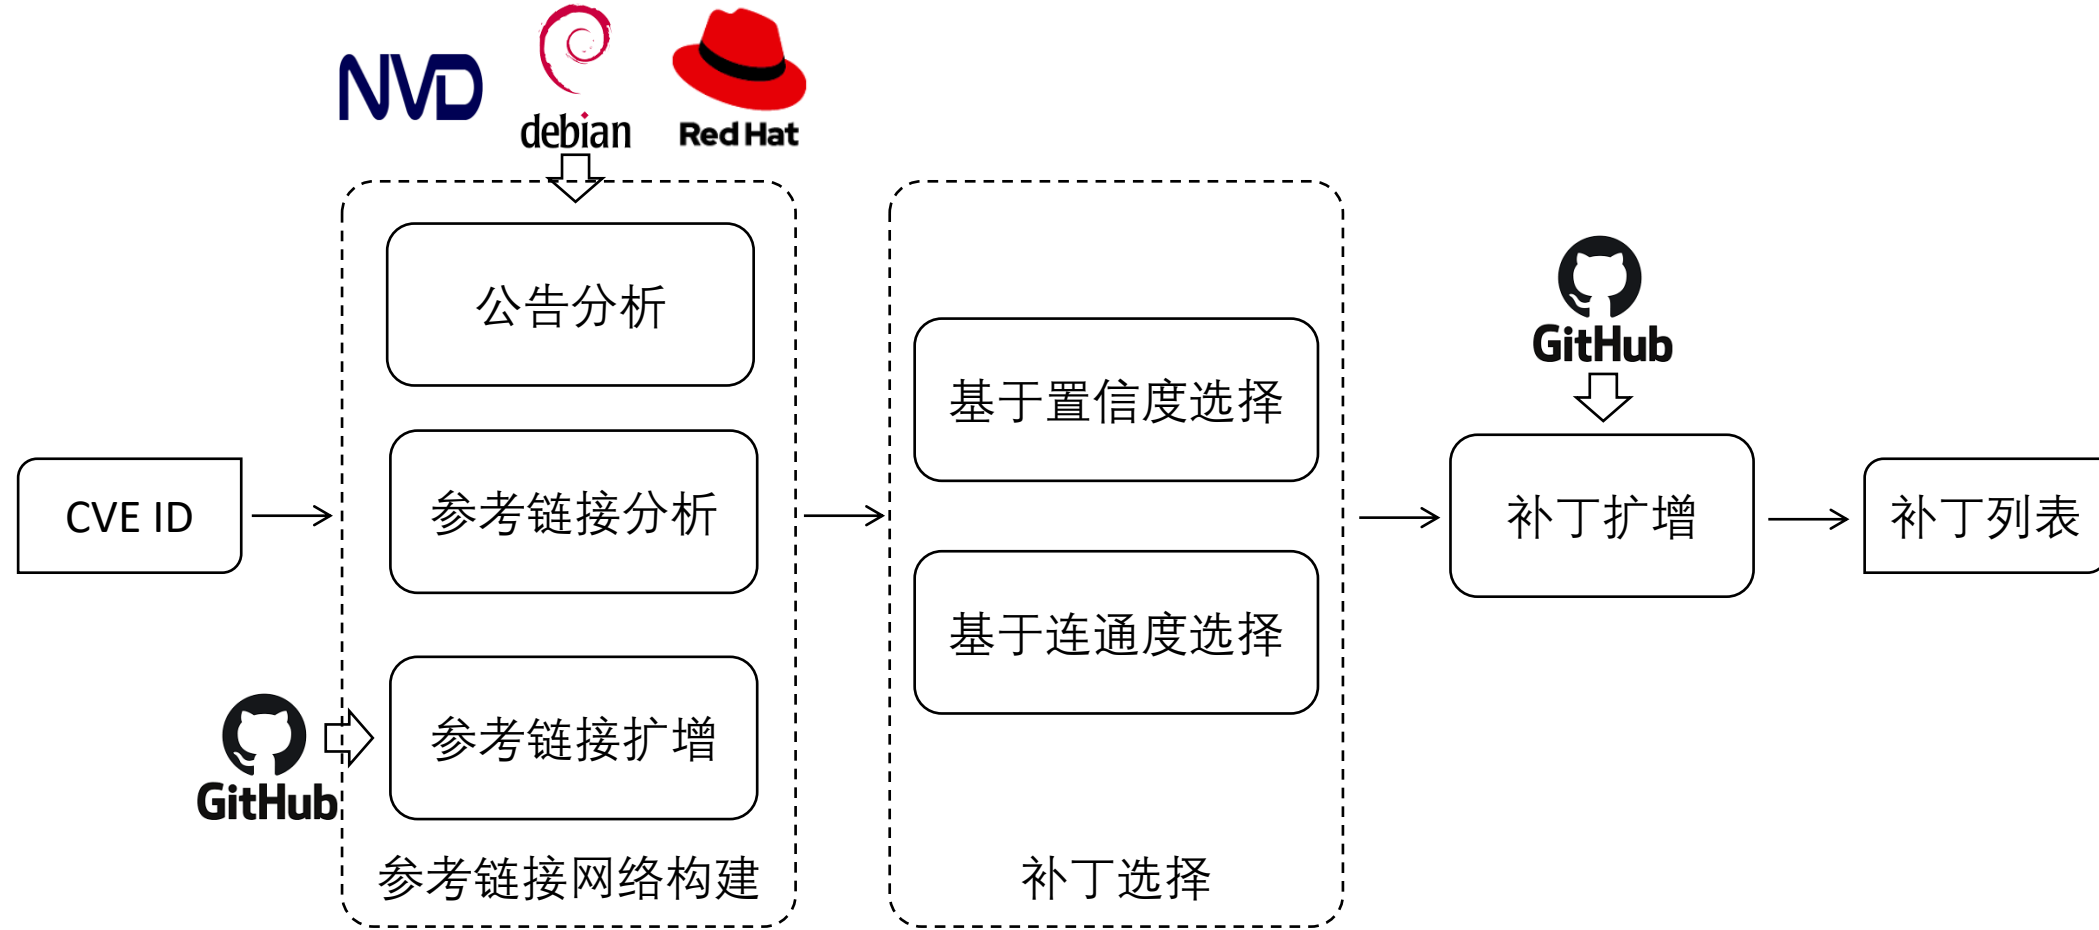 NVD
debian
Red Hat
公告分析
参考链接分析
参考链接扩增
参考链接网络构建
CVE ID
GitHub
基于置信度选择
基于连通度选择
补丁选择
GitHub
补丁扩增
补丁列表